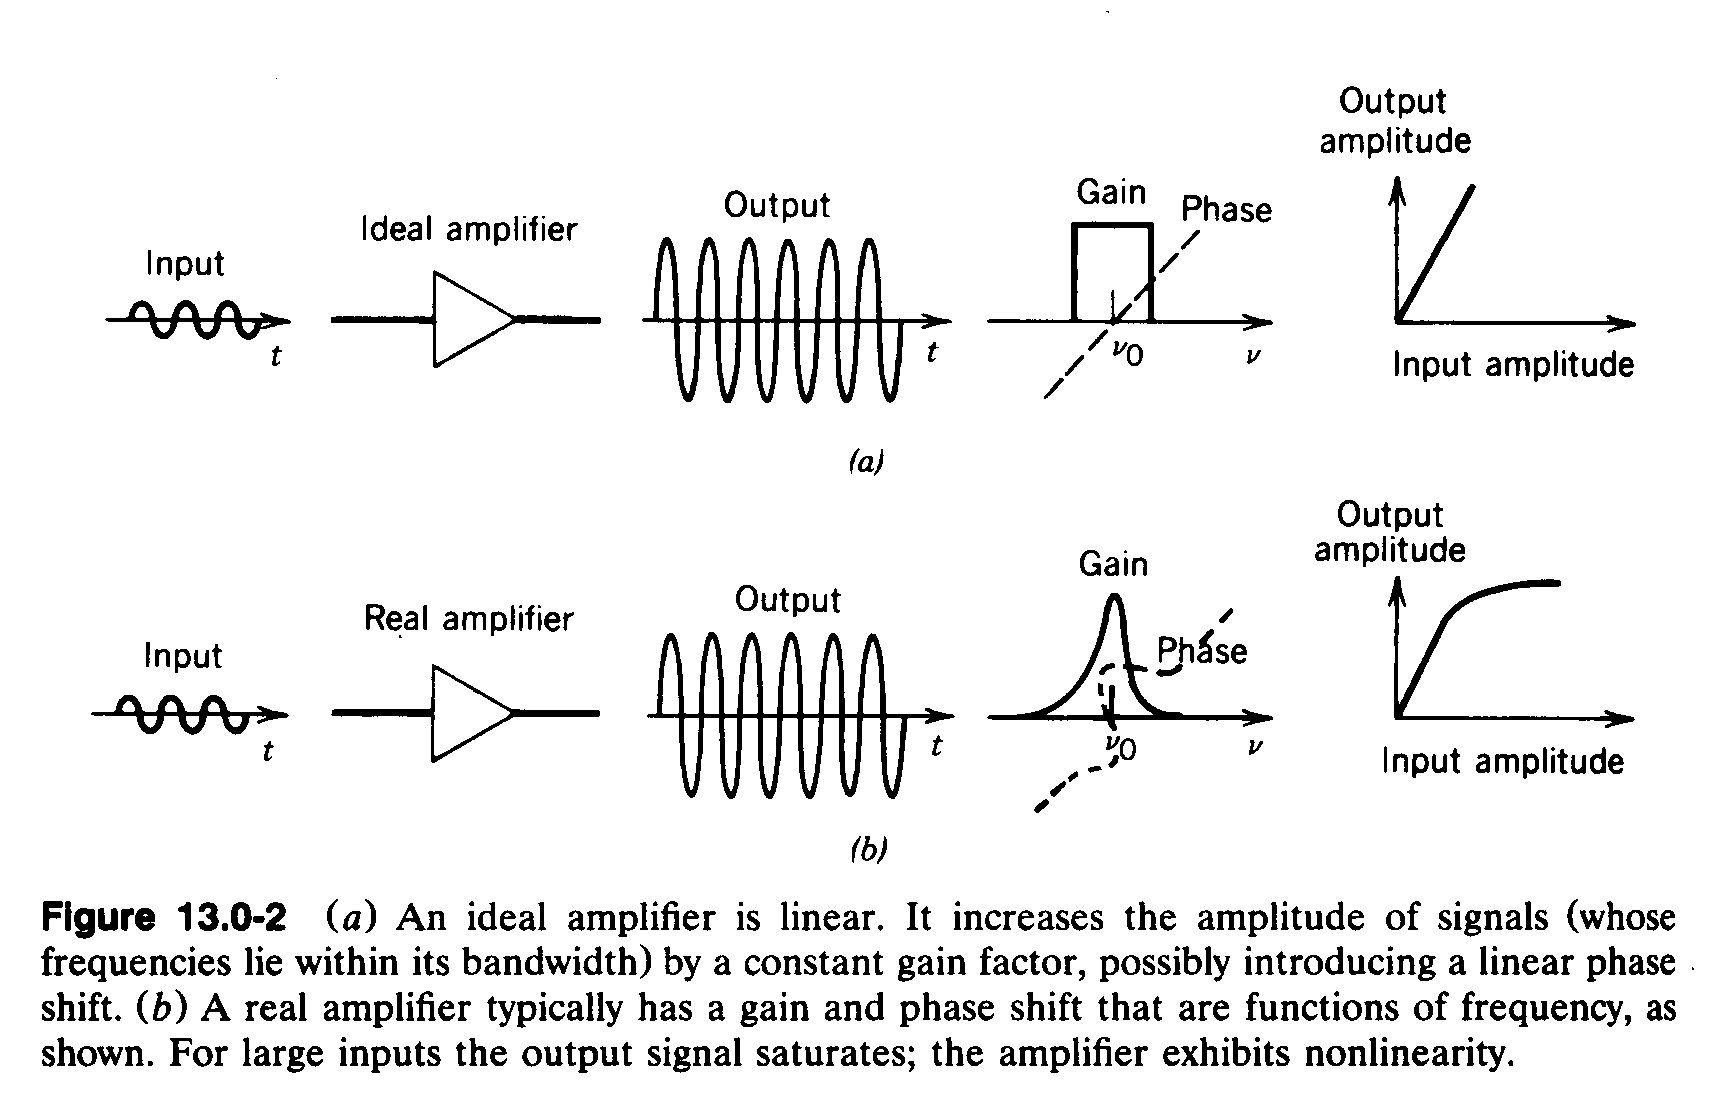 Output
amplitude
Gain
Phase
Output
Ideal amplifier
Input
t
t
ν0
ν
Input amplitude
(a)
Output
amplitude
Gain
Output
Real amplifier
Phase
Input
t
t
ν0
ν
Input amplitude
(b)
Figure 13.0-2 (a) An ideal amplifier is linear. It increases the amplitude of signals (whose
frequencies lie within its bandwidth) by a constant gain factor, possibly introducing a linear phase
shift. (b) A real amplifier typically has a gain and phase shift that are functions of frequency, as
shown. For large inputs the output signal saturates; the amplifier exhibits nonlinearity.